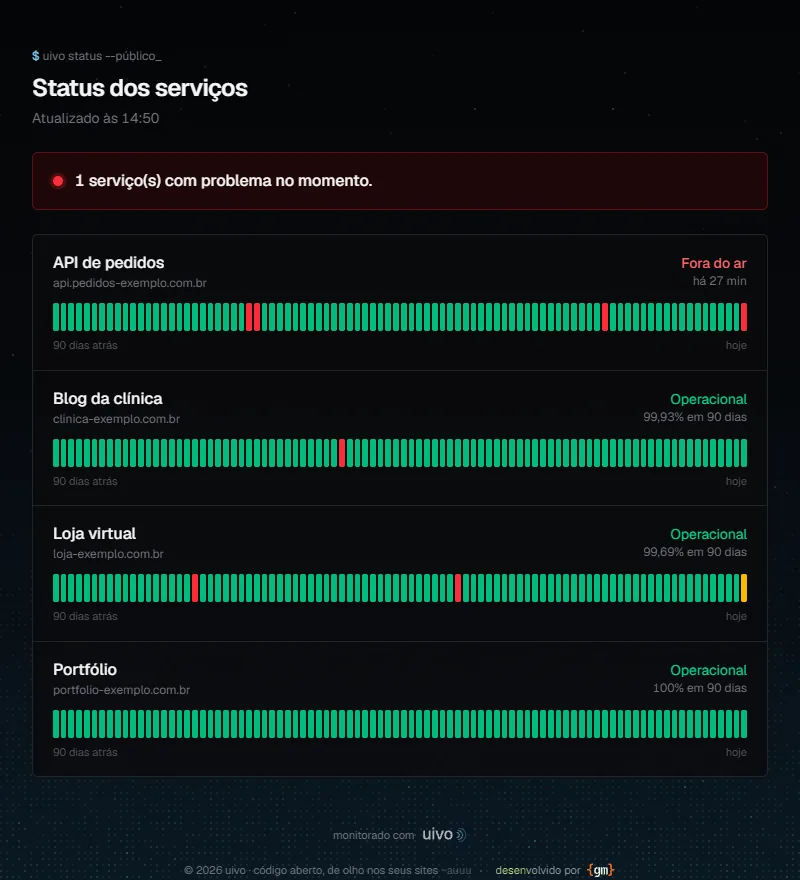 $ uivo status --público_
Status dos serviços
Atualizado às 14:50
1 serviço(s) com problema no momento.
API de pedidos
Fora do ar
api.pedidos-exemplo.com.br
há 27 min
90 dias atrás
hoje
Blog da clínica
Operacional
clinica-exemplo.com.br
99,93% em 90 dias
90 dias atrás
hoje
Loja virtual
Operacional
loja-exemplo.com.br
99,69% em 90 dias
90 dias atrás
hoje
Portfólio
Operacional
portfolio-exemplo.com.br
100% em 90 dias
90 dias atrás
hoje
monitorado com uivo
© 2026 uivo · código aberto, de olho nos seus sites ~auuu · desenvolvido por {gm}